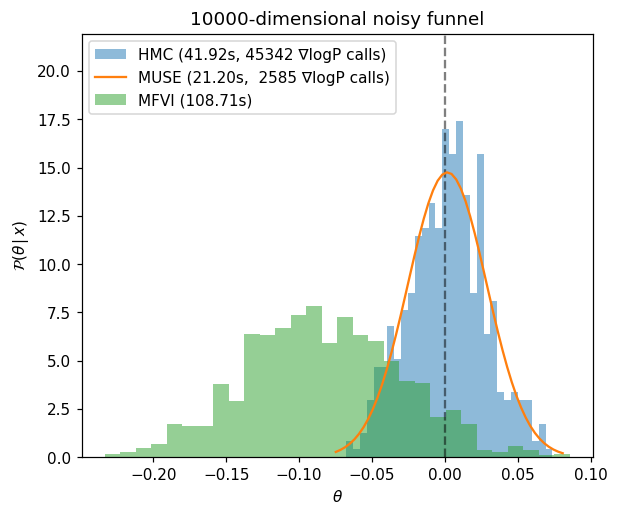 10000-dimensional noisy funnel
HMC (41.92s, 45342 ∇logP calls)
MUSE (21.20s,  2585 ∇logP calls)
MFVI (108.71s)
20.0
17.5
15.0
12.5
10.0
7.5
5.0
2.5
0.0
𝒫(θ | x)
−0.20 −0.15 −0.10 −0.05 0.00 0.05 0.10
θ